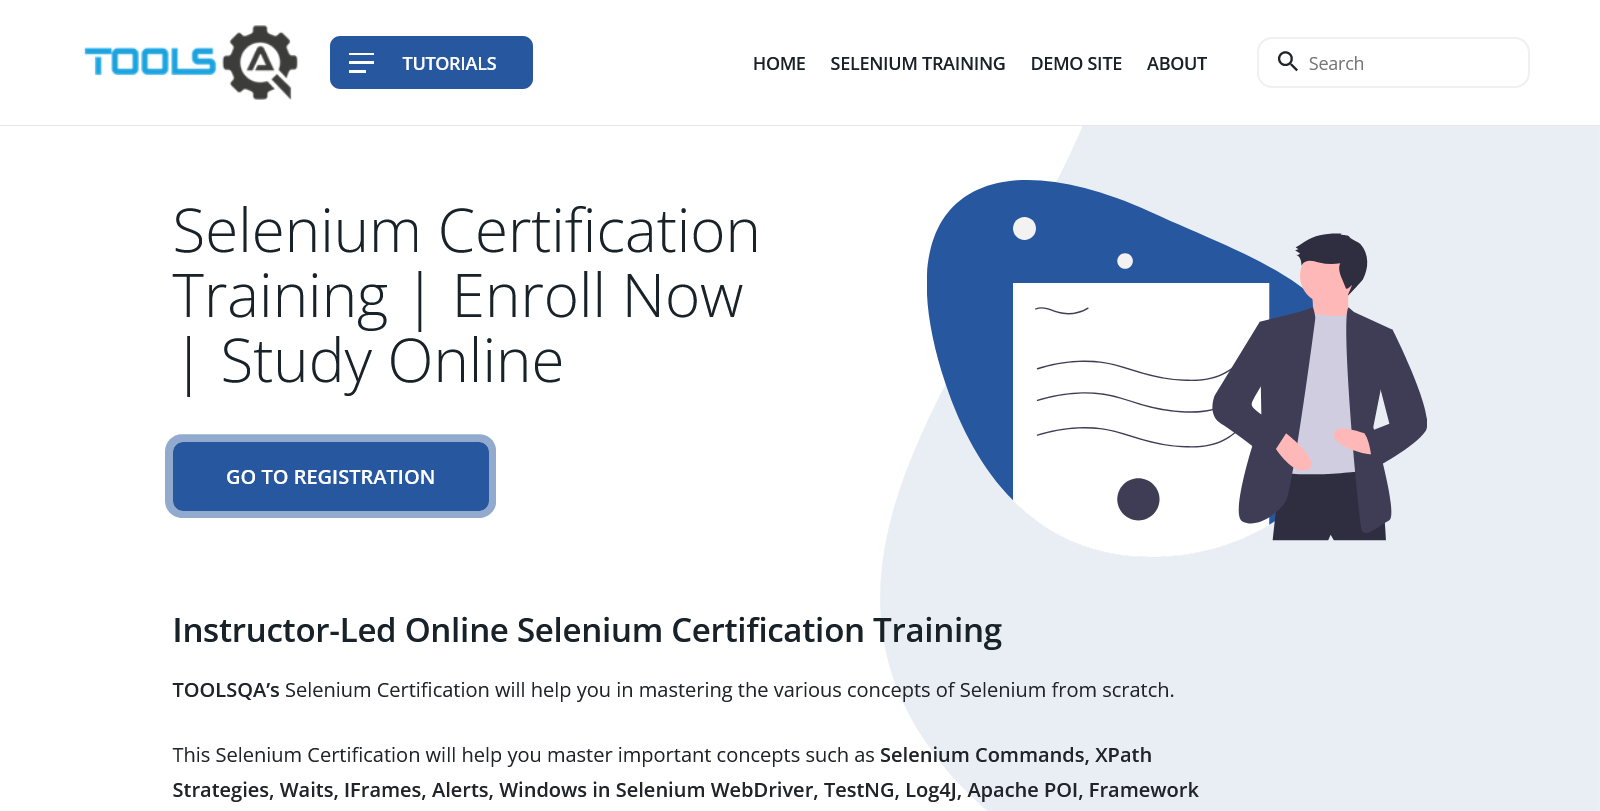 TOOLS QA
TUTORIALS
HOME SELENIUM TRAINING DEMO SITE ABOUT
Search
Selenium Certification
Training | Enroll Now
| Study Online
GO TO REGISTRATION
Instructor-Led Online Selenium Certification Training
TOOLSQA’s Selenium Certification will help you in mastering the various concepts of Selenium from scratch.
This Selenium Certification will help you master important concepts such as Selenium Commands, XPath
Strategies, Waits, IFrames, Alerts, Windows in Selenium WebDriver, TestNG, Log4J, Apache POI, Framework